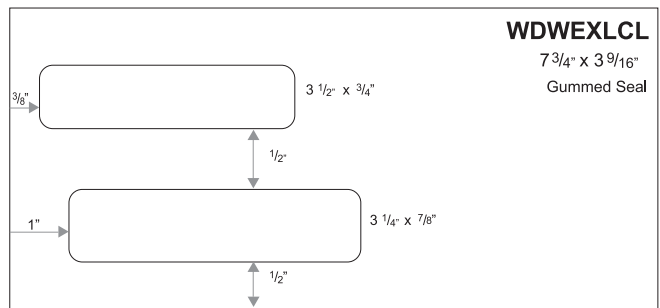 WDWEXLCL
7 3/4" x 3 9/16"
Gummed Seal
3 1/2" x 3/4"
3/8"
1/2"
1"
3 1/4" x 7/8"
1/2"